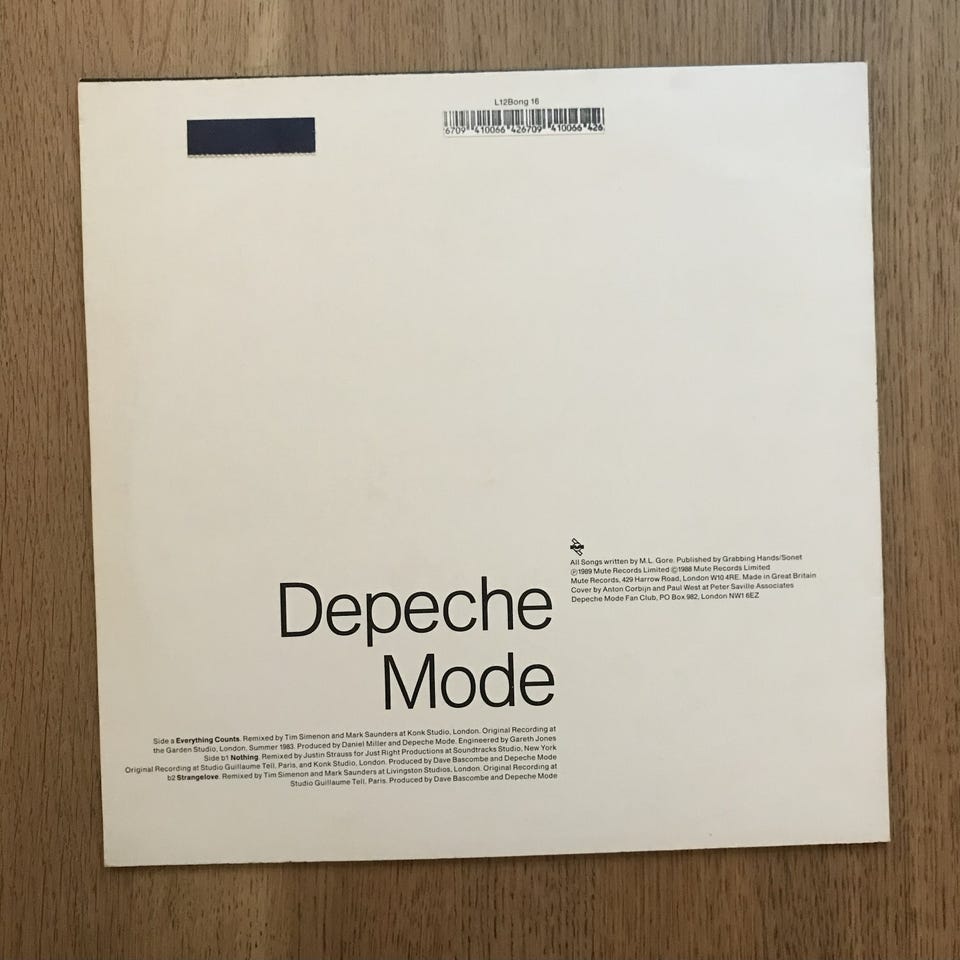 L12Bong 16
6709 410066 426709 410066 426
All Songs written by M.L. Gore. Published by Grabbing Hands/Sonet
Ⓟ1989 Mute Records Limited ©1988 Mute Records Limited
Mute Records, 429 Harrow Road, London W10 4RE. Made in Great Britain
Cover by Anton Corbijn and Paul West at Peter Saville Associates
Depeche Mode Fan Club, PO Box 982, London NW1 6EZ
Depeche
Mode
Side a Everything Counts. Remixed by Tim Simenon and Mark Saunders at Konk Studio, London. Original Recording at
the Garden Studio, London, Summer 1983. Produced by Daniel Miller and Depeche Mode. Engineered by Gareth Jones
Side b1 Nothing. Remixed by Justin Strauss for Just Right Productions at Soundtracks Studio, New York
Original Recording at Studio Guillaume Tell, Paris, and Konk Studio, London. Produced by Dave Bascombe and Depeche Mode
b2 Strangelove. Remixed by Tim Simenon and Mark Saunders at Livingston Studios, London. Original Recording at
Studio Guillaume Tell, Paris. Produced by Dave Bascombe and Depeche Mode